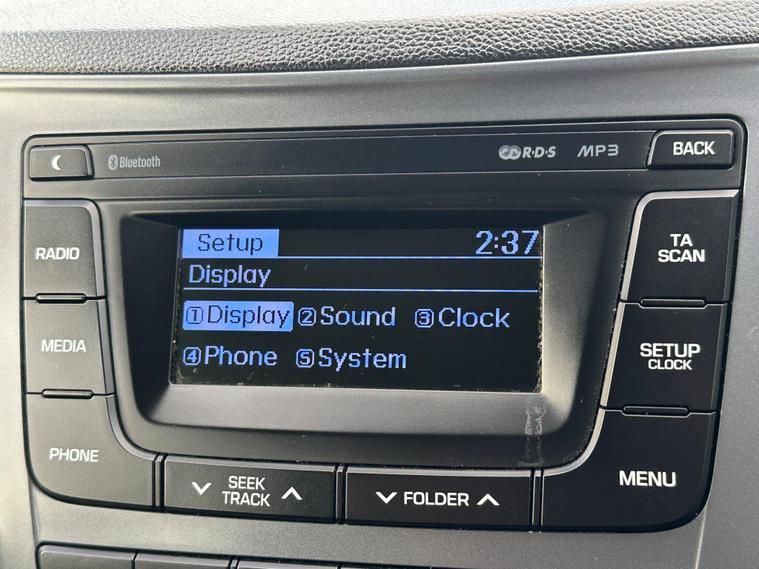 Bluetooth
R·D·S
MP3
BACK
RADIO
MEDIA
PHONE
Setup 2:37
Display
①Display ②Sound ③Clock
④Phone ⑤System
TA
SCAN
SETUP
CLOCK
MENU
SEEK
TRACK
FOLDER